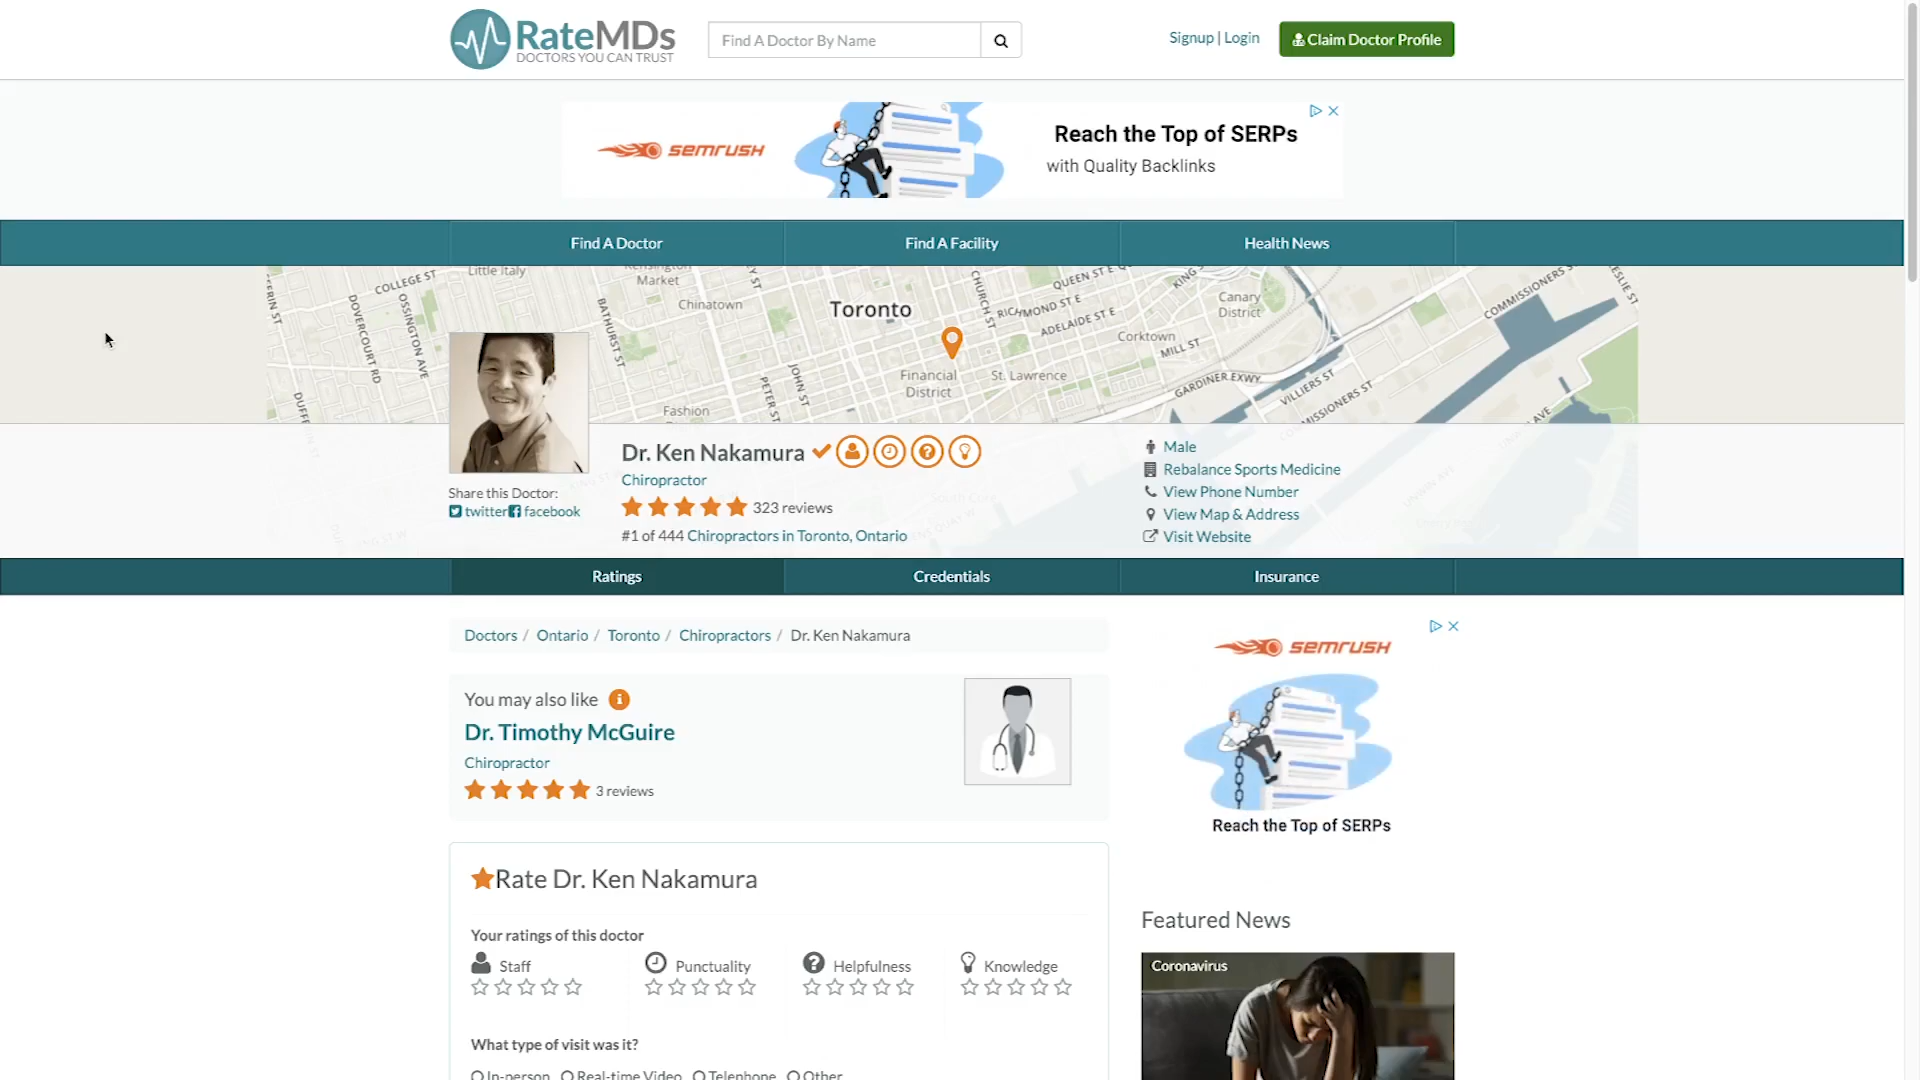 RateMDs
DOCTORS YOU CAN TRUST
Find A Doctor By Name
Signup | Login
Claim Doctor Profile
semrush
Reach the Top of SERPs
with Quality Backlinks
Find A Doctor
Find A Facility
Health News
COLLEGE ST
Little Italy
Kensington
Market
Chinatown
DOVERCOURT RD
OSSINGTON AVE
BATHURST ST
Toronto
CHURCH ST
QUEEN ST E
RICHMOND ST E
ADELAIDE ST E
Canary
District
Corktown
MILL ST
COMMISSIONERS ST
LESLIE ST
Financial
District
St. Lawrence
JOHN ST
PETER ST
Fashion
GARDINER EXWY
VILLIERS ST
Dr. Ken Nakamura
Chiropractor
323 reviews
#1 of 444 Chiropractors in Toronto, Ontario
Share this Doctor:
twitter facebook
Male
Rebalance Sports Medicine
View Phone Number
View Map & Address
Visit Website
Ratings
Credentials
Insurance
Doctors / Ontario / Toronto / Chiropractors / Dr. Ken Nakamura
You may also like
Dr. Timothy McGuire
Chiropractor
3 reviews
semrush
Reach the Top of SERPs
Rate Dr. Ken Nakamura
Your ratings of this doctor
Staff
Punctuality
Helpfulness
Knowledge
What type of visit was it?
In-person Real-time Video Telephone Other
Featured News
Coronavirus